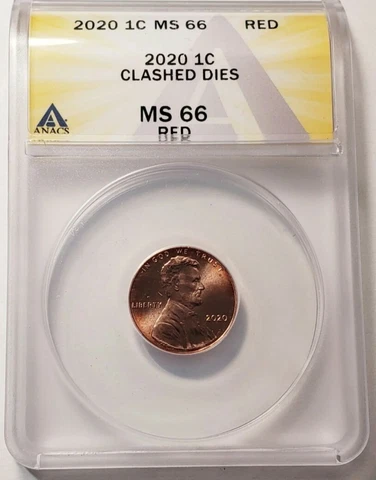 2020 1C MS 66 RED
2020 1C
CLASHED DIES
ANACS
MS 66
RED
IN GOD WE TRUST
LIBERTY
2020